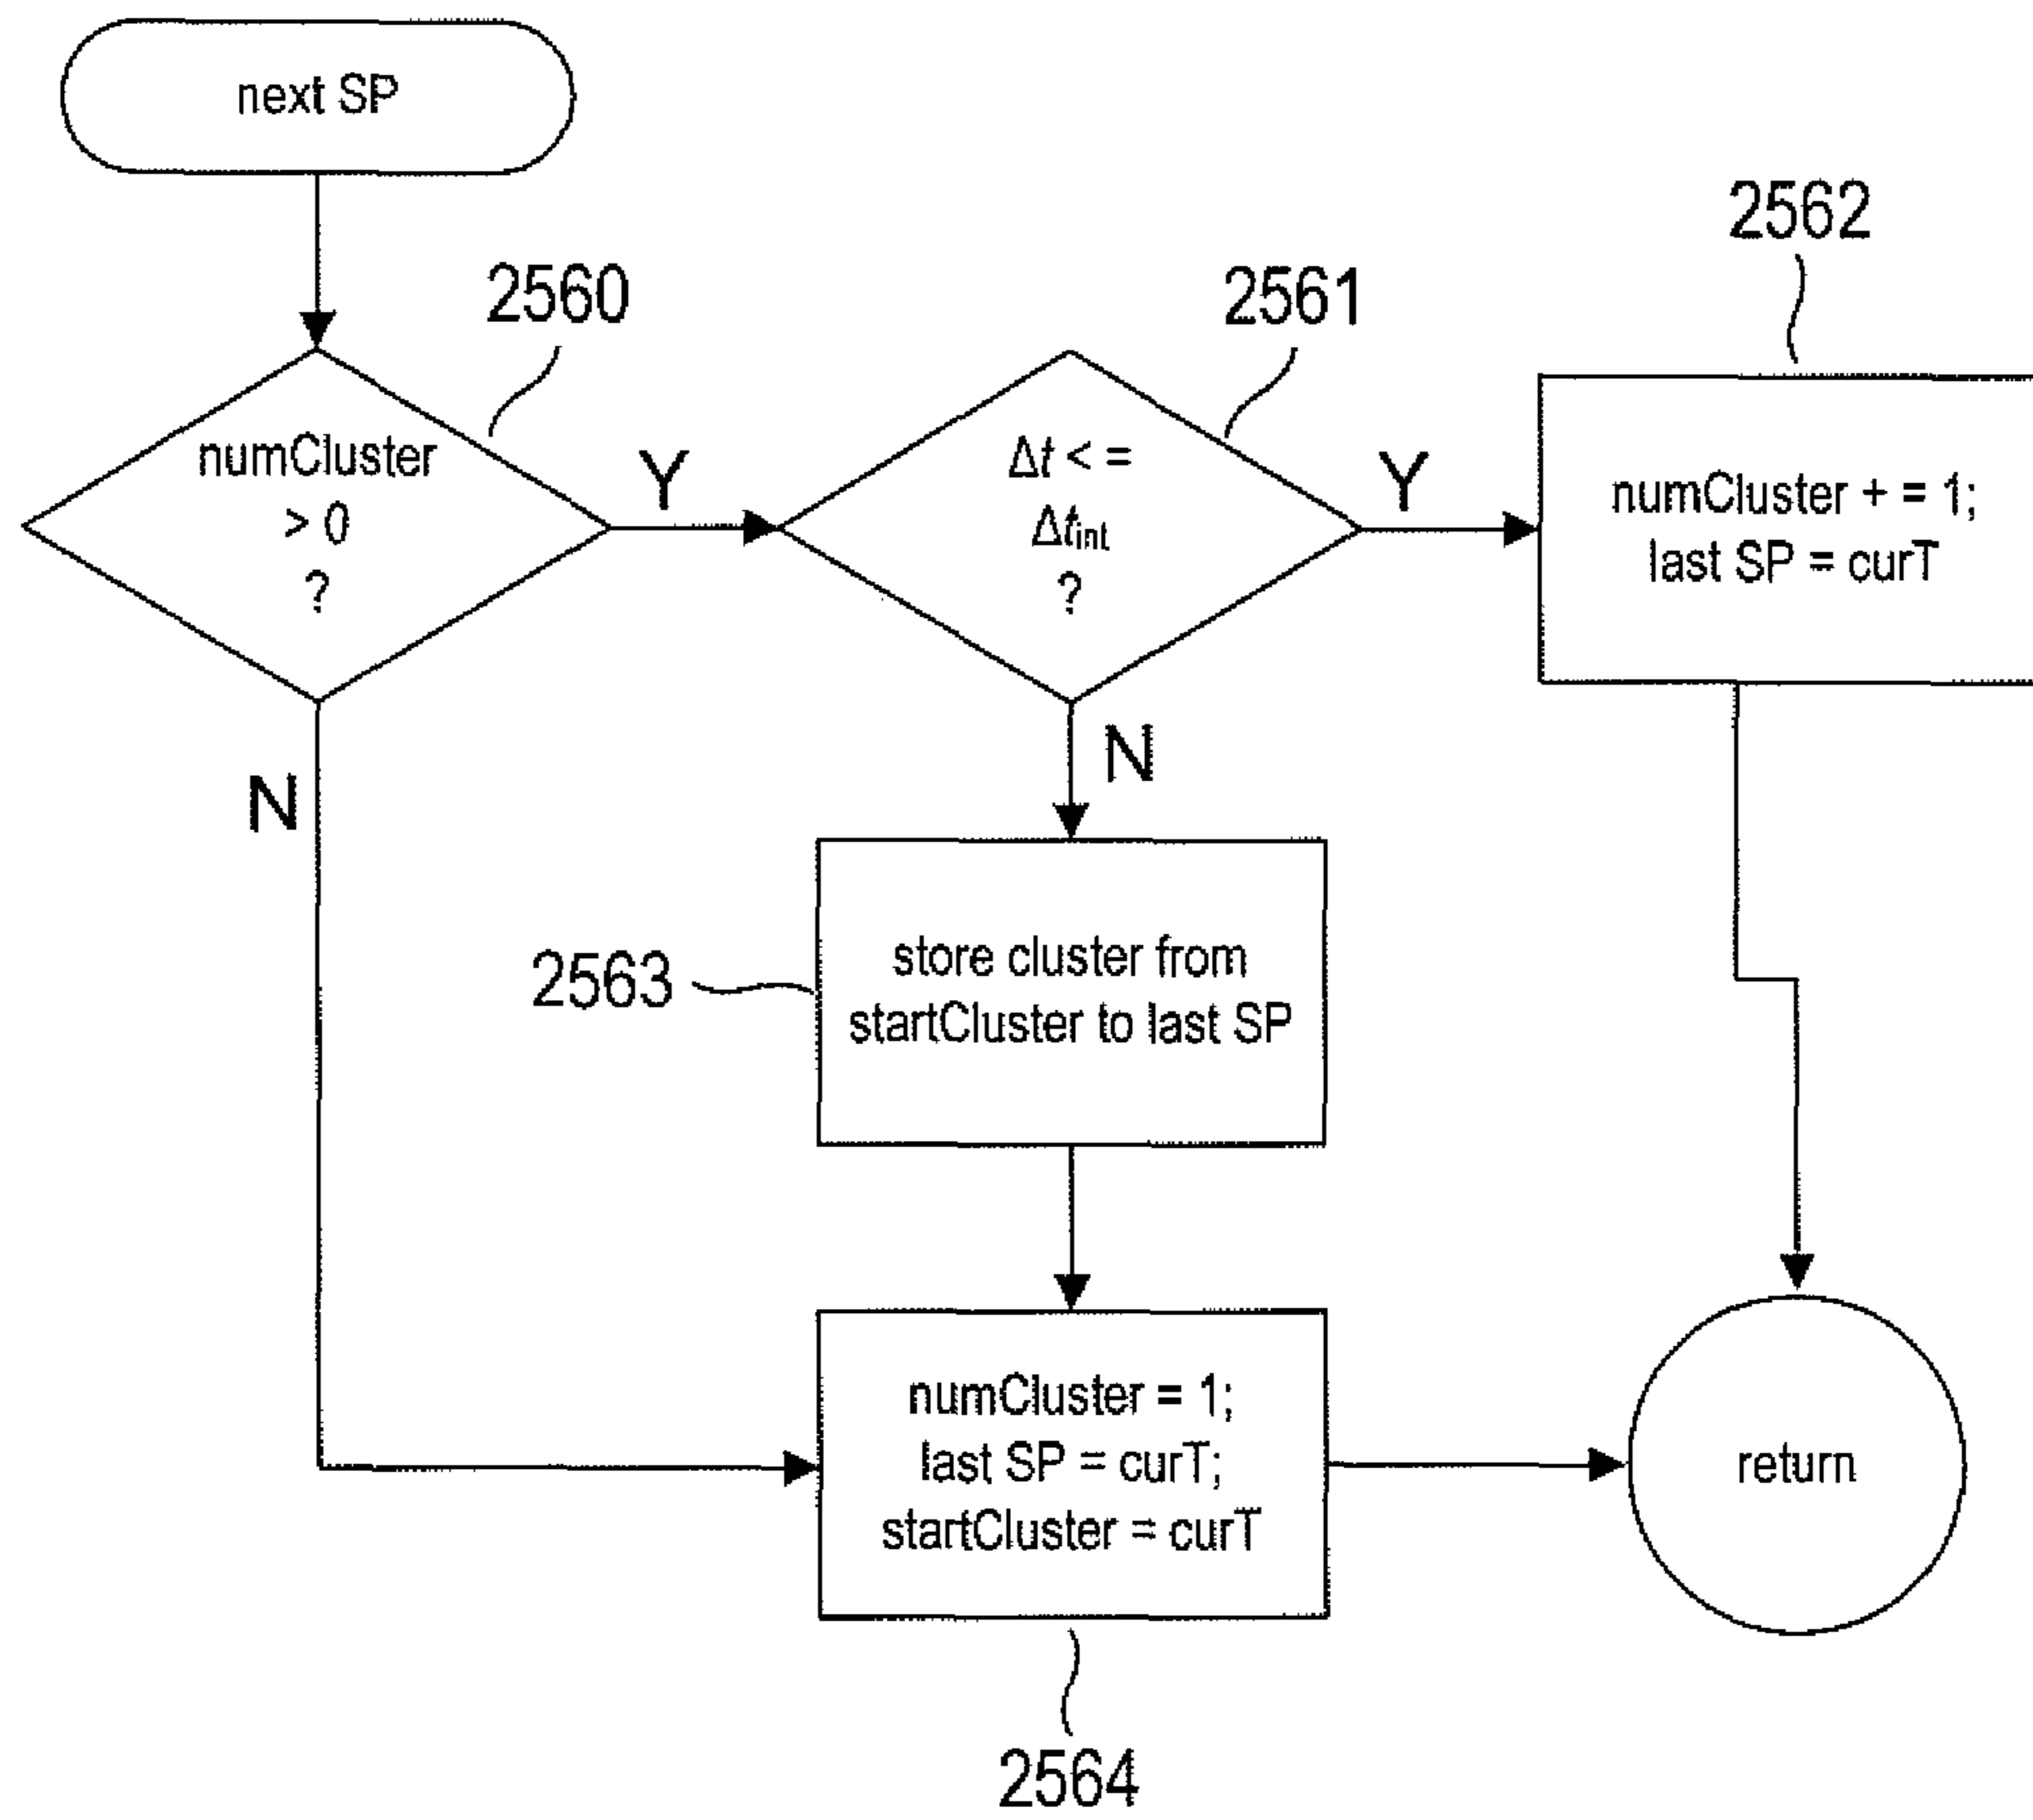 next SP
2560
2561
2562
numCluster
> 0
?
Y
Δt < =
Δt_int
?
Y
numCluster + = 1;
last SP = curT
N
N
2563
store cluster from
startCluster to last SP
numCluster = 1;
last SP = curT;
startCluster = curT
return
2564